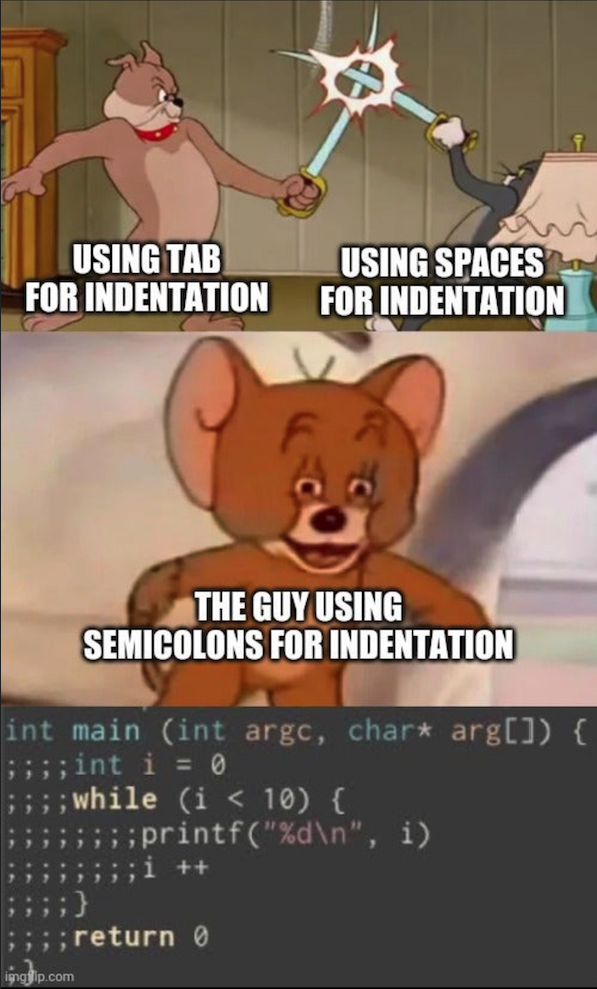 USING TAB
FOR INDENTATION
USING SPACES
FOR INDENTATION
THE GUY USING
SEMICOLONS FOR INDENTATION
int main (int argc, char* arg[]) {
;;;;int i = 0
;;;;while (i < 10) {
;;;;;;;;printf("%d\n", i)
;;;;;;;;i ++
;;;;}
;;;;return 0
;}
imgflip.com